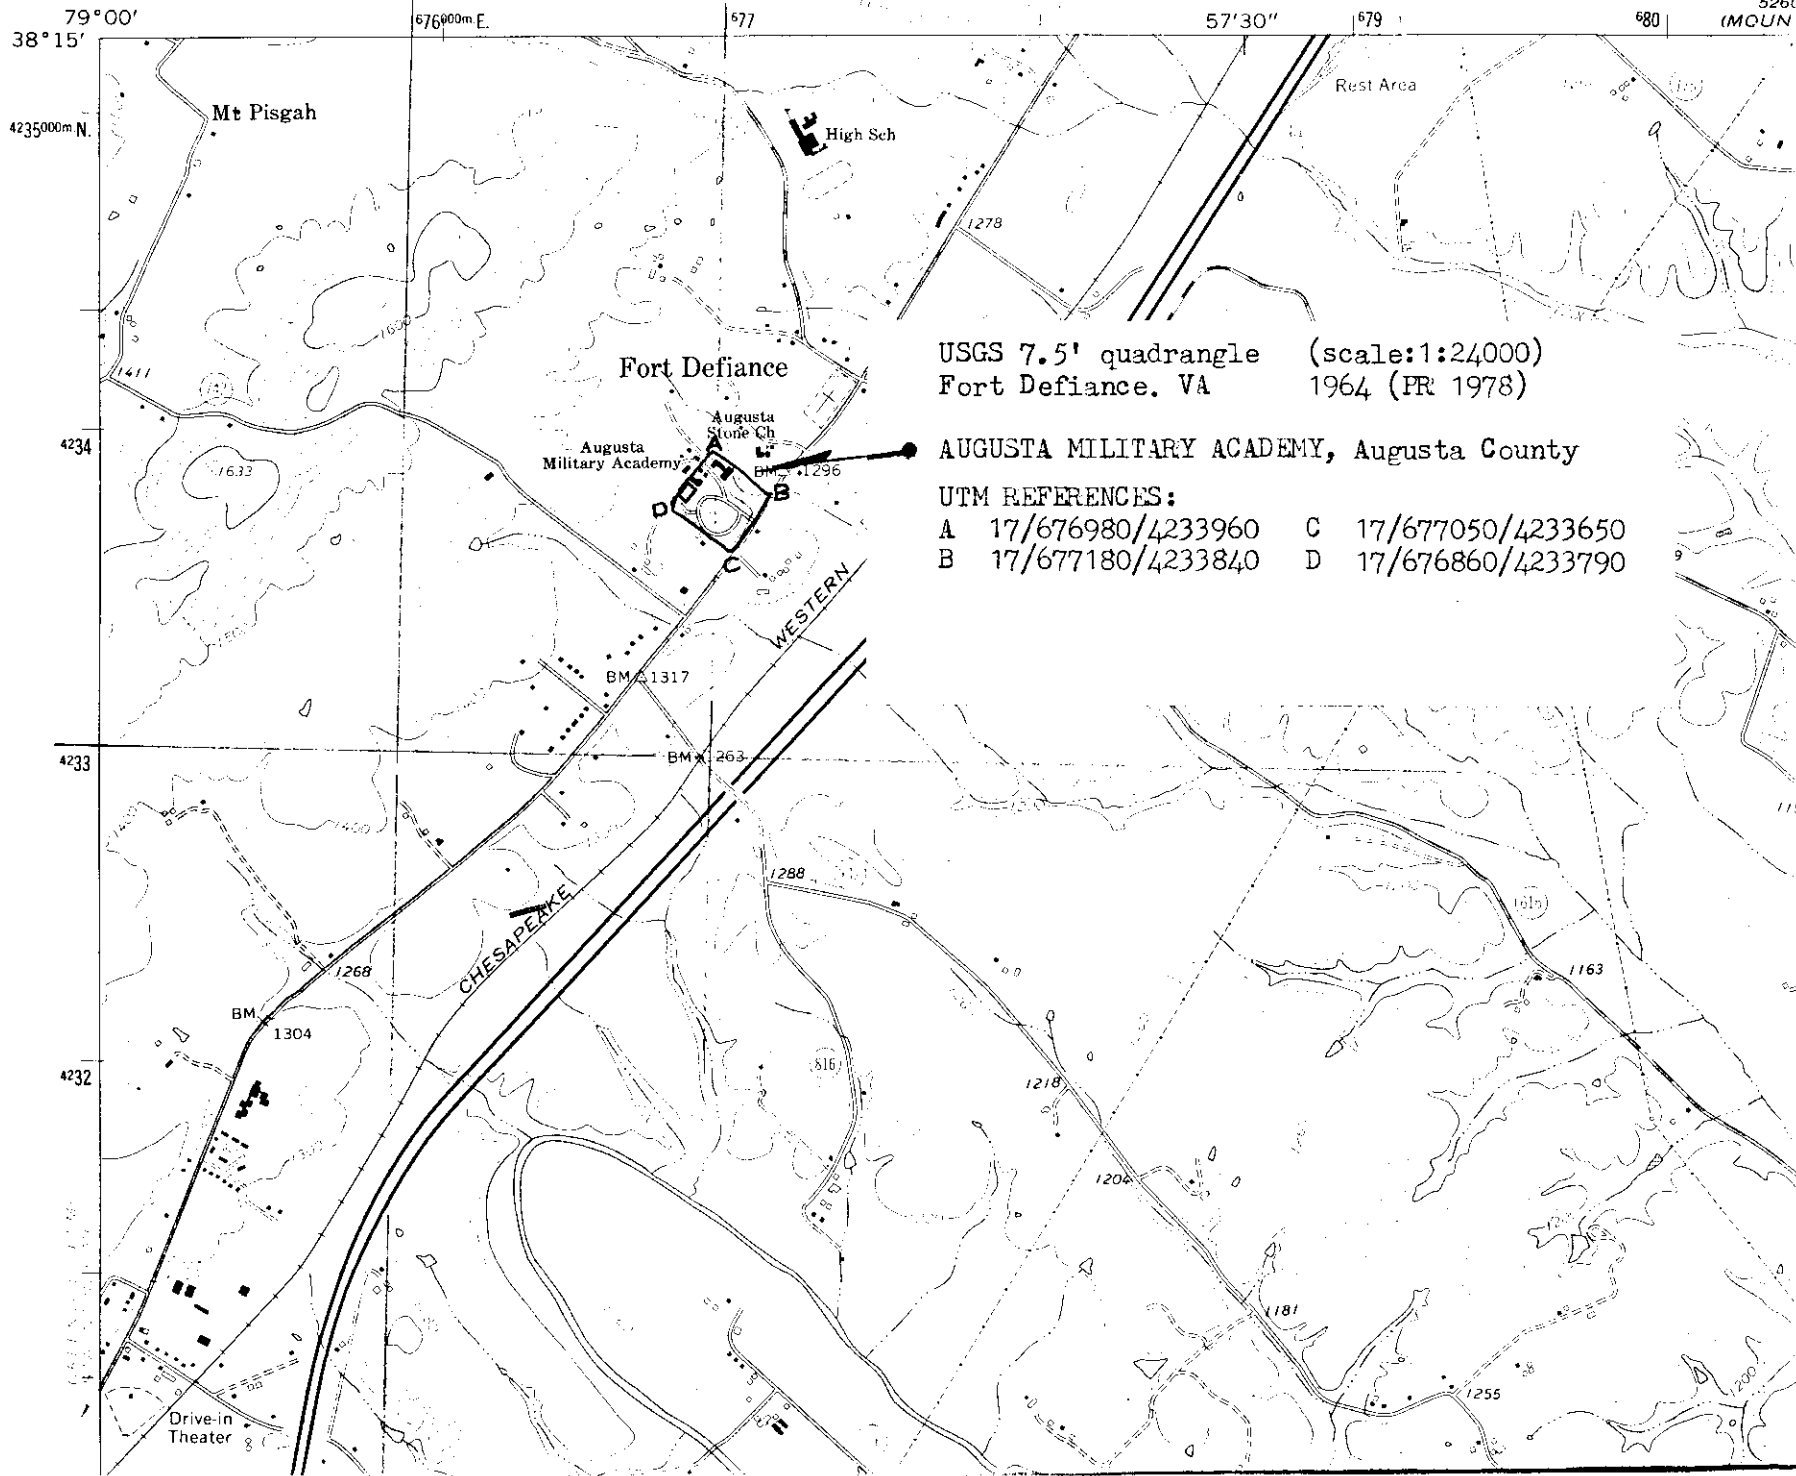 79°00' 676000m.E. 677 57'30" 679 680
38°15' (MOUN
Rest Area
Mt Pisgah
4235000m.N.
High Sch
1278
1600
USGS 7.5' quadrangle (scale:1:24000)
Fort Defiance. VA 1964 (PR 1978)
1411
Fort Defiance
Augusta
Stone Ch
4234
A
Augusta
Military Academy
AUGUSTA MILITARY ACADEMY, Augusta County
1633
BM 1296
B
D
UTM REFERENCES:
A 17/676980/4233960 C 17/677050/4233650
B 17/677180/4233840 D 17/676860/4233790
C
WESTERN
BM 1317
4233
BM 1263
1400
1288
CHESAPEAKE
616
1268
1163
BM
1304
4232
816
1218
1204
1181
1255
1200
Drive-in
Theater